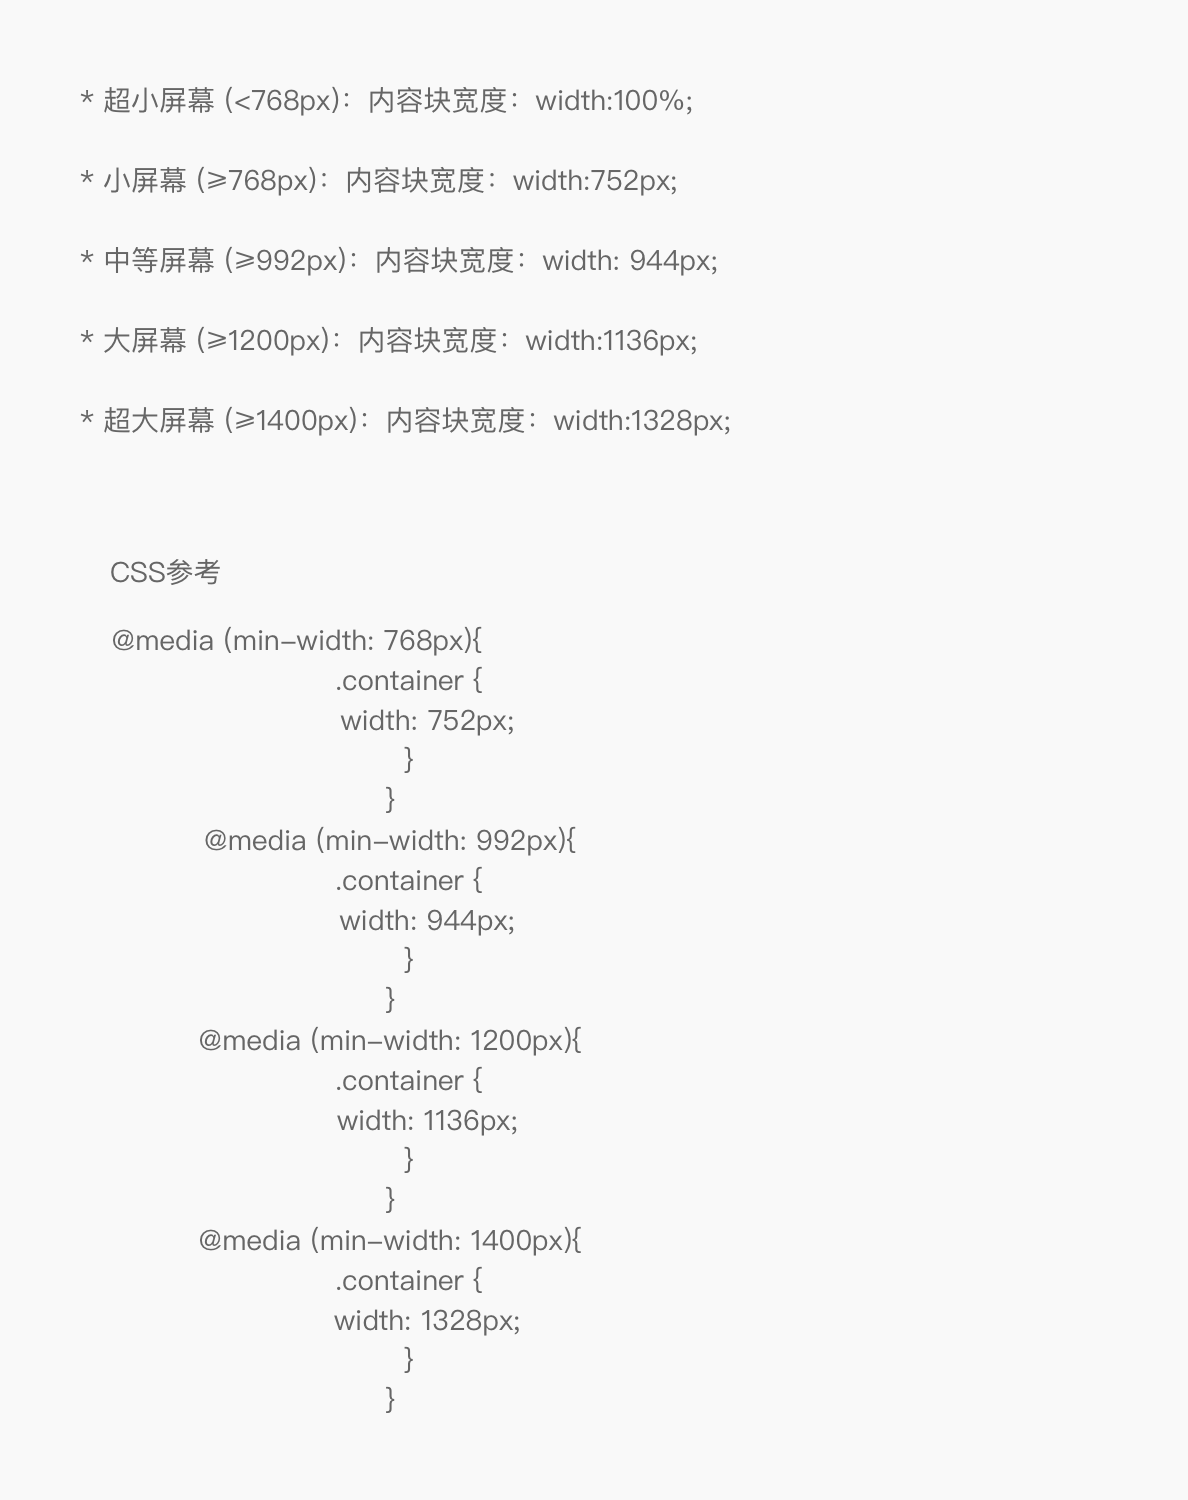 * 超小屏幕 (<768px)：内容块宽度：width:100%;
* 小屏幕 (≥768px)：内容块宽度：width:752px;
* 中等屏幕 (≥992px)：内容块宽度：width: 944px;
* 大屏幕 (≥1200px)：内容块宽度：width:1136px;
* 超大屏幕 (≥1400px)：内容块宽度：width:1328px;
CSS参考
@media (min-width: 768px){
.container {
width: 752px;
}
}
@media (min-width: 992px){
.container {
width: 944px;
}
}
@media (min-width: 1200px){
.container {
width: 1136px;
}
}
@media (min-width: 1400px){
.container {
width: 1328px;
}
}